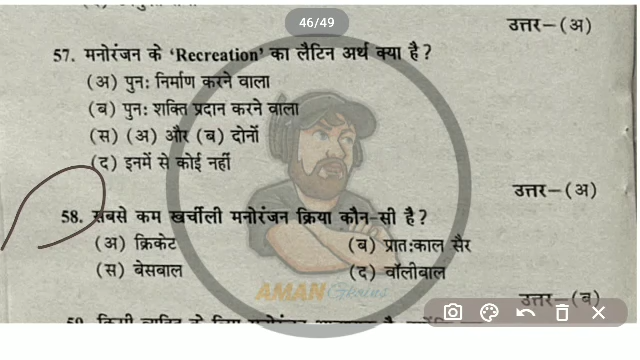 46/49
उत्तर–(अ)
57. मनोरंजन के ‘Recreation’ का लैटिन अर्थ क्या है?
(अ) पुनः निर्माण करने वाला
(ब) पुनः शक्ति प्रदान करने वाला
(स) (अ) और (ब) दोनों
(द) इनमें से कोई नहीं
उत्तर–(अ)
58. सबसे कम खर्चीली मनोरंजन क्रिया कौन-सी है?
(अ) क्रिकेट (ब) प्रातःकाल सैर
(स) बेसबाल (द) वॉलीबाल
AMAN Genius
उत्तर–(ब)